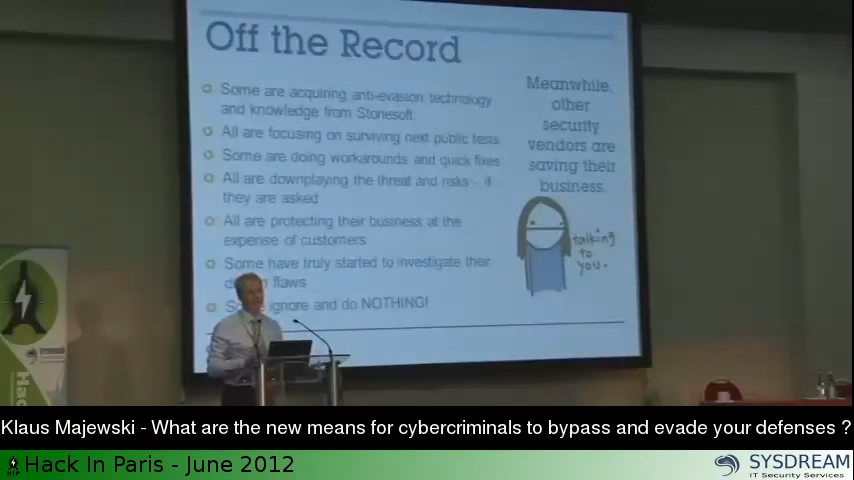 Off the Record
Some are acquiring anti-evasion technology
and knowledge from Stonesoft
All are focusing on surviving next public tests
Some are doing workarounds and quick fixes
All are downplaying the threat and risks - if
they are asked
All are protecting their business at the
expense of customers
Some have truly started to investigate their
flaws
ignore and do NOTHING!
Meanwhile,
other
security
vendors are
saving their
business.
talking
to
you.
Klaus Majewski - What are the new means for cybercriminals to bypass and evade your defenses ?
Hack In Paris - June 2012
SYSDREAM
IT Security Services